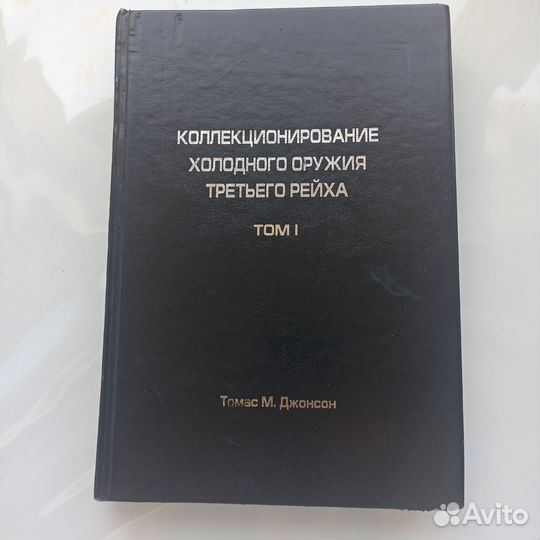 КОЛЛЕКЦИОНИРОВАНИЕ
ХОЛОДНОГО ОРУЖИЯ
ТРЕТЬЕГО РЕЙХА
ТОМ I
Томас М. Джонсон
Avito